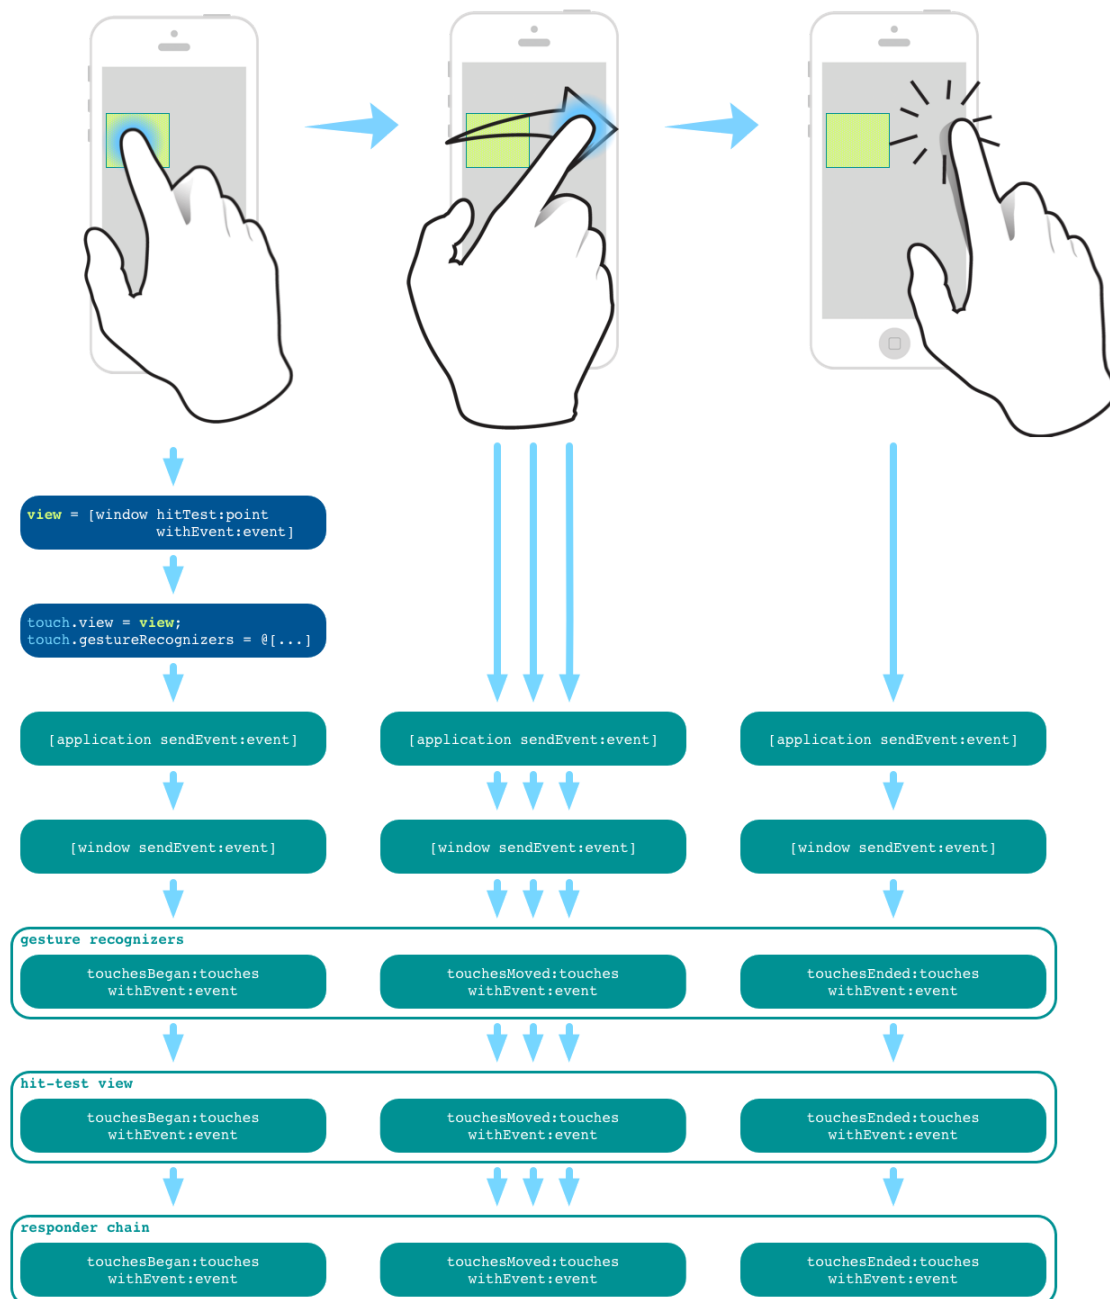 view = [window hitTest:point
withEvent:event]
touch.view = view;
touch.gestureRecognizers = @[...]
[application sendEvent:event]
[application sendEvent:event]
[application sendEvent:event]
[window sendEvent:event]
[window sendEvent:event]
[window sendEvent:event]
gesture recognizers
touchesBegan:touches
withEvent:event
touchesMoved:touches
withEvent:event
touchesEnded:touches
withEvent:event
hit-test view
touchesBegan:touches
withEvent:event
touchesMoved:touches
withEvent:event
touchesEnded:touches
withEvent:event
responder chain
touchesBegan:touches
withEvent:event
touchesMoved:touches
withEvent:event
touchesEnded:touches
withEvent:event